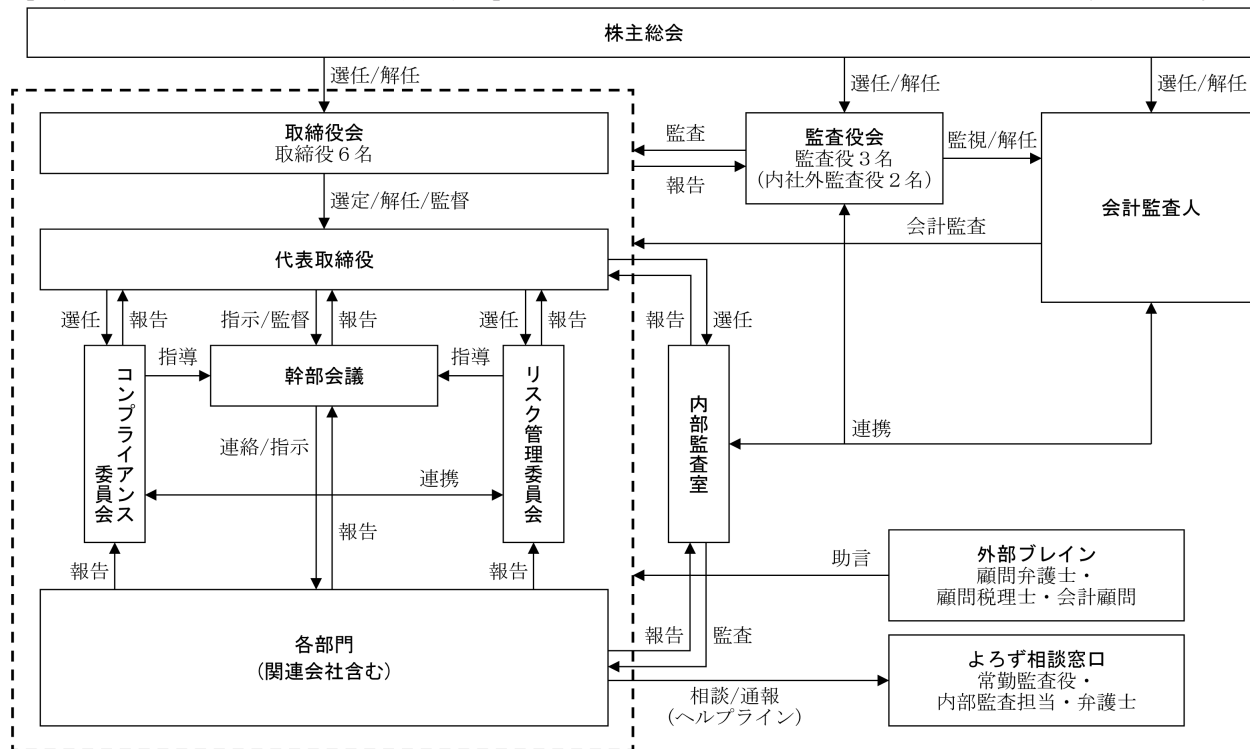 株主総会
選任/解任
選任/解任
選任/解任
取締役会
取締役6名
監査
報告
監査役会
監査役3名
(内社外監査役2名)
監視/解任
会計監査人
選定/解任/監督
会計監査
代表取締役
選任
報告
指示/監督
報告
選任
報告
報告
選任
指導
幹部会議
指導
コンプライアンス
委員会
リスク管理委員会
内部監査室
連携
連絡/指示
連携
報告
報告
報告
助言
外部ブレイン
顧問弁護士・
顧問税理士・会計顧問
各部門
(関連会社含む)
報告
監査
相談/通報
(ヘルプライン)
よろず相談窓口
常勤監査役・
内部監査担当・弁護士